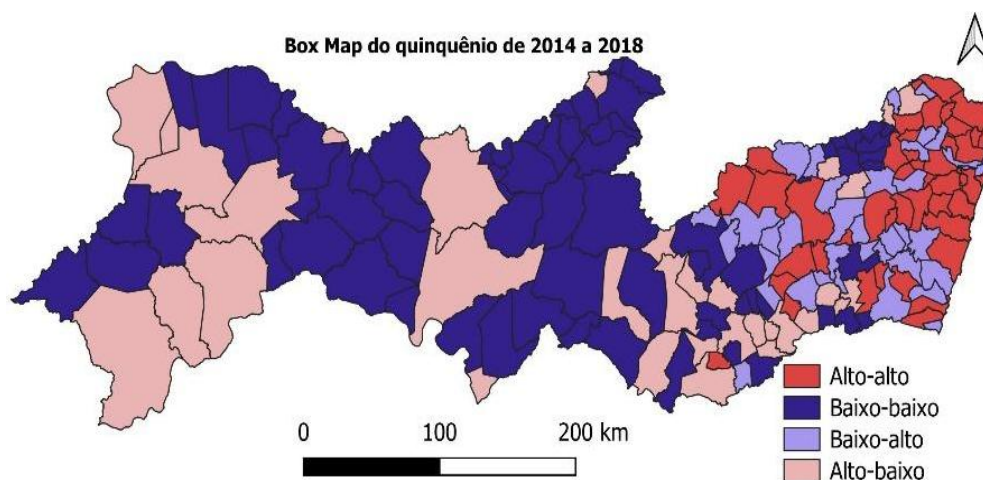 Box Map do quinquênio de 2014 a 2018
Alto-alto
Baixo-baixo
Baixo-alto
Alto-baixo
0 100 200 km